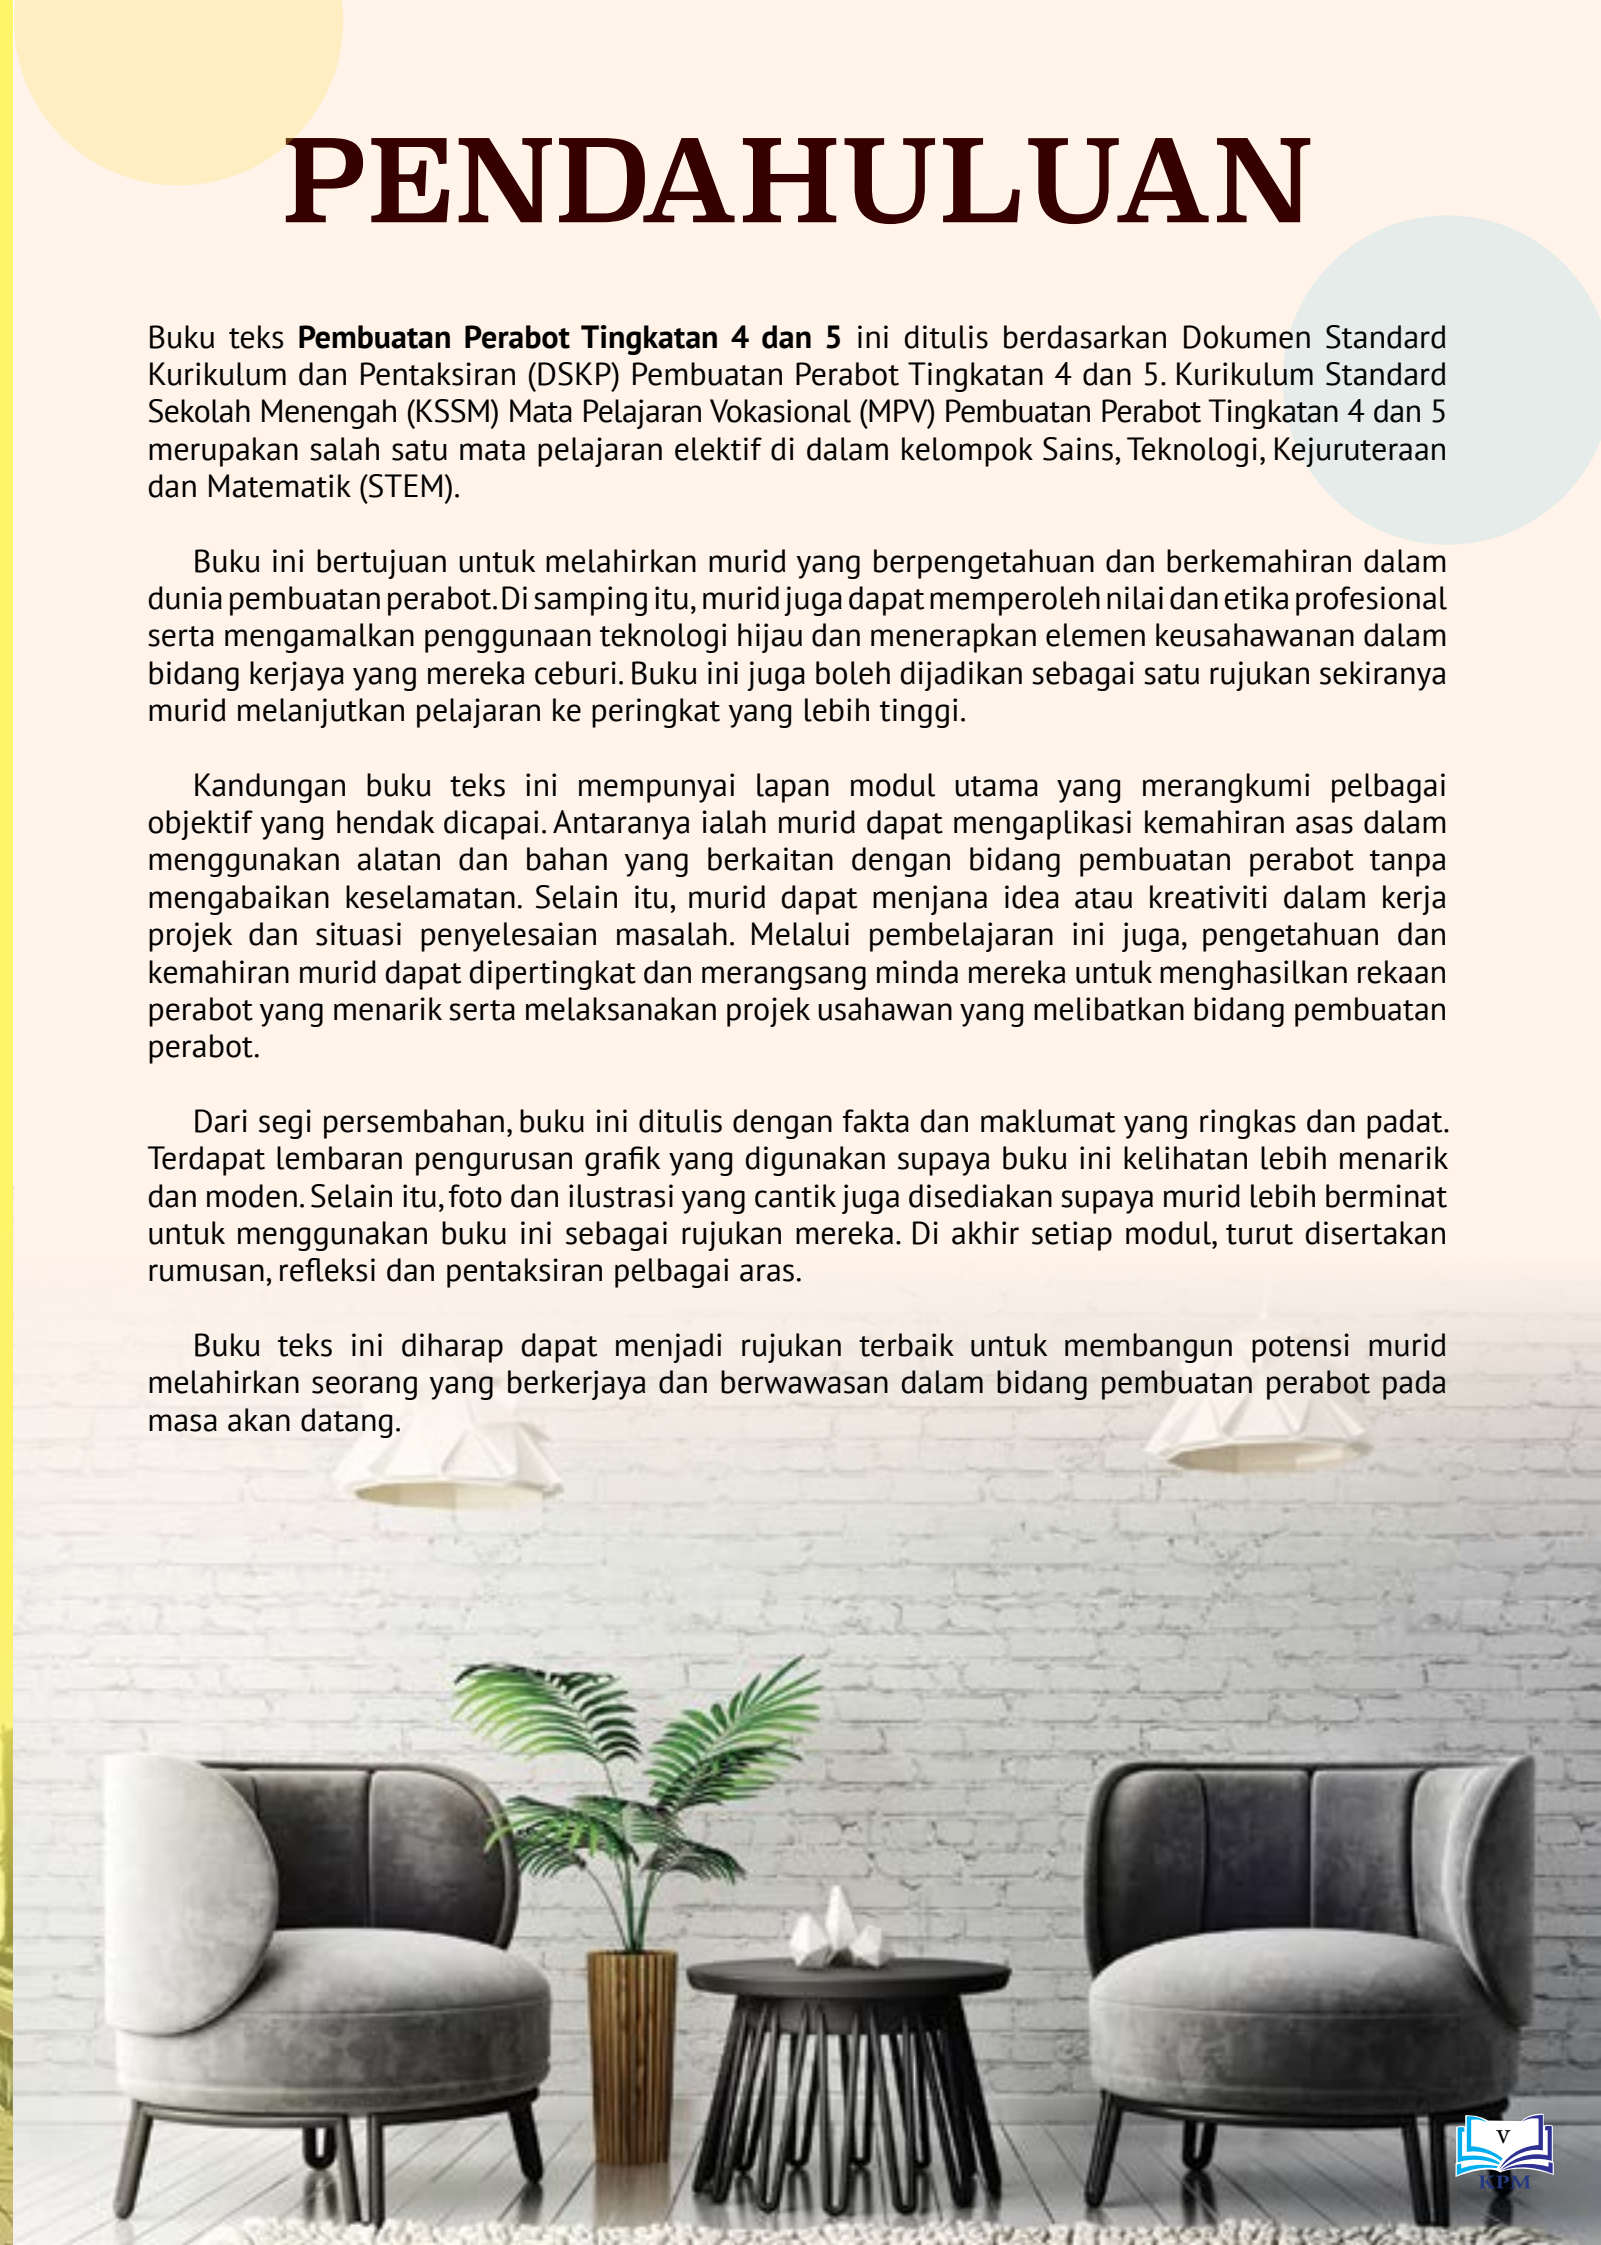 PENDAHULUAN
Buku teks Pembuatan Perabot Tingkatan 4 dan 5 ini ditulis berdasarkan Dokumen Standard
Kurikulum dan Pentaksiran (DSKP) Pembuatan Perabot Tingkatan 4 dan 5. Kurikulum Standard
Sekolah Menengah (KSSM) Mata Pelajaran Vokasional (MPV) Pembuatan Perabot Tingkatan 4 dan 5
merupakan salah satu mata pelajaran elektif di dalam kelompok Sains, Teknologi, Kejuruteraan
dan Matematik (STEM).
Buku ini bertujuan untuk melahirkan murid yang berpengetahuan dan berkemahiran dalam
dunia pembuatan perabot. Di samping itu, murid juga dapat memperoleh nilai dan etika profesional
serta mengamalkan penggunaan teknologi hijau dan menerapkan elemen keusahawanan dalam
bidang kerjaya yang mereka ceburi. Buku ini juga boleh dijadikan sebagai satu rujukan sekiranya
murid melanjutkan pelajaran ke peringkat yang lebih tinggi.
Kandungan buku teks ini mempunyai lapan modul utama yang merangkumi pelbagai
objektif yang hendak dicapai. Antaranya ialah murid dapat mengaplikasi kemahiran asas dalam
menggunakan alatan dan bahan yang berkaitan dengan bidang pembuatan perabot tanpa
mengabaikan keselamatan. Selain itu, murid dapat menjana idea atau kreativiti dalam kerja
projek dan situasi penyelesaian masalah. Melalui pembelajaran ini juga, pengetahuan dan
kemahiran murid dapat dipertingkat dan merangsang minda mereka untuk menghasilkan rekaan
perabot yang menarik serta melaksanakan projek usahawan yang melibatkan bidang pembuatan
perabot.
Dari segi persembahan, buku ini ditulis dengan fakta dan maklumat yang ringkas dan padat.
Terdapat lembaran pengurusan grafik yang digunakan supaya buku ini kelihatan lebih menarik
dan moden. Selain itu, foto dan ilustrasi yang cantik juga disediakan supaya murid lebih berminat
untuk menggunakan buku ini sebagai rujukan mereka. Di akhir setiap modul, turut disertakan
rumusan, refleksi dan pentaksiran pelbagai aras.
Buku teks ini diharap dapat menjadi rujukan terbaik untuk membangun potensi murid
melahirkan seorang yang berkerjaya dan berwawasan dalam bidang pembuatan perabot pada
masa akan datang.
V
KPM